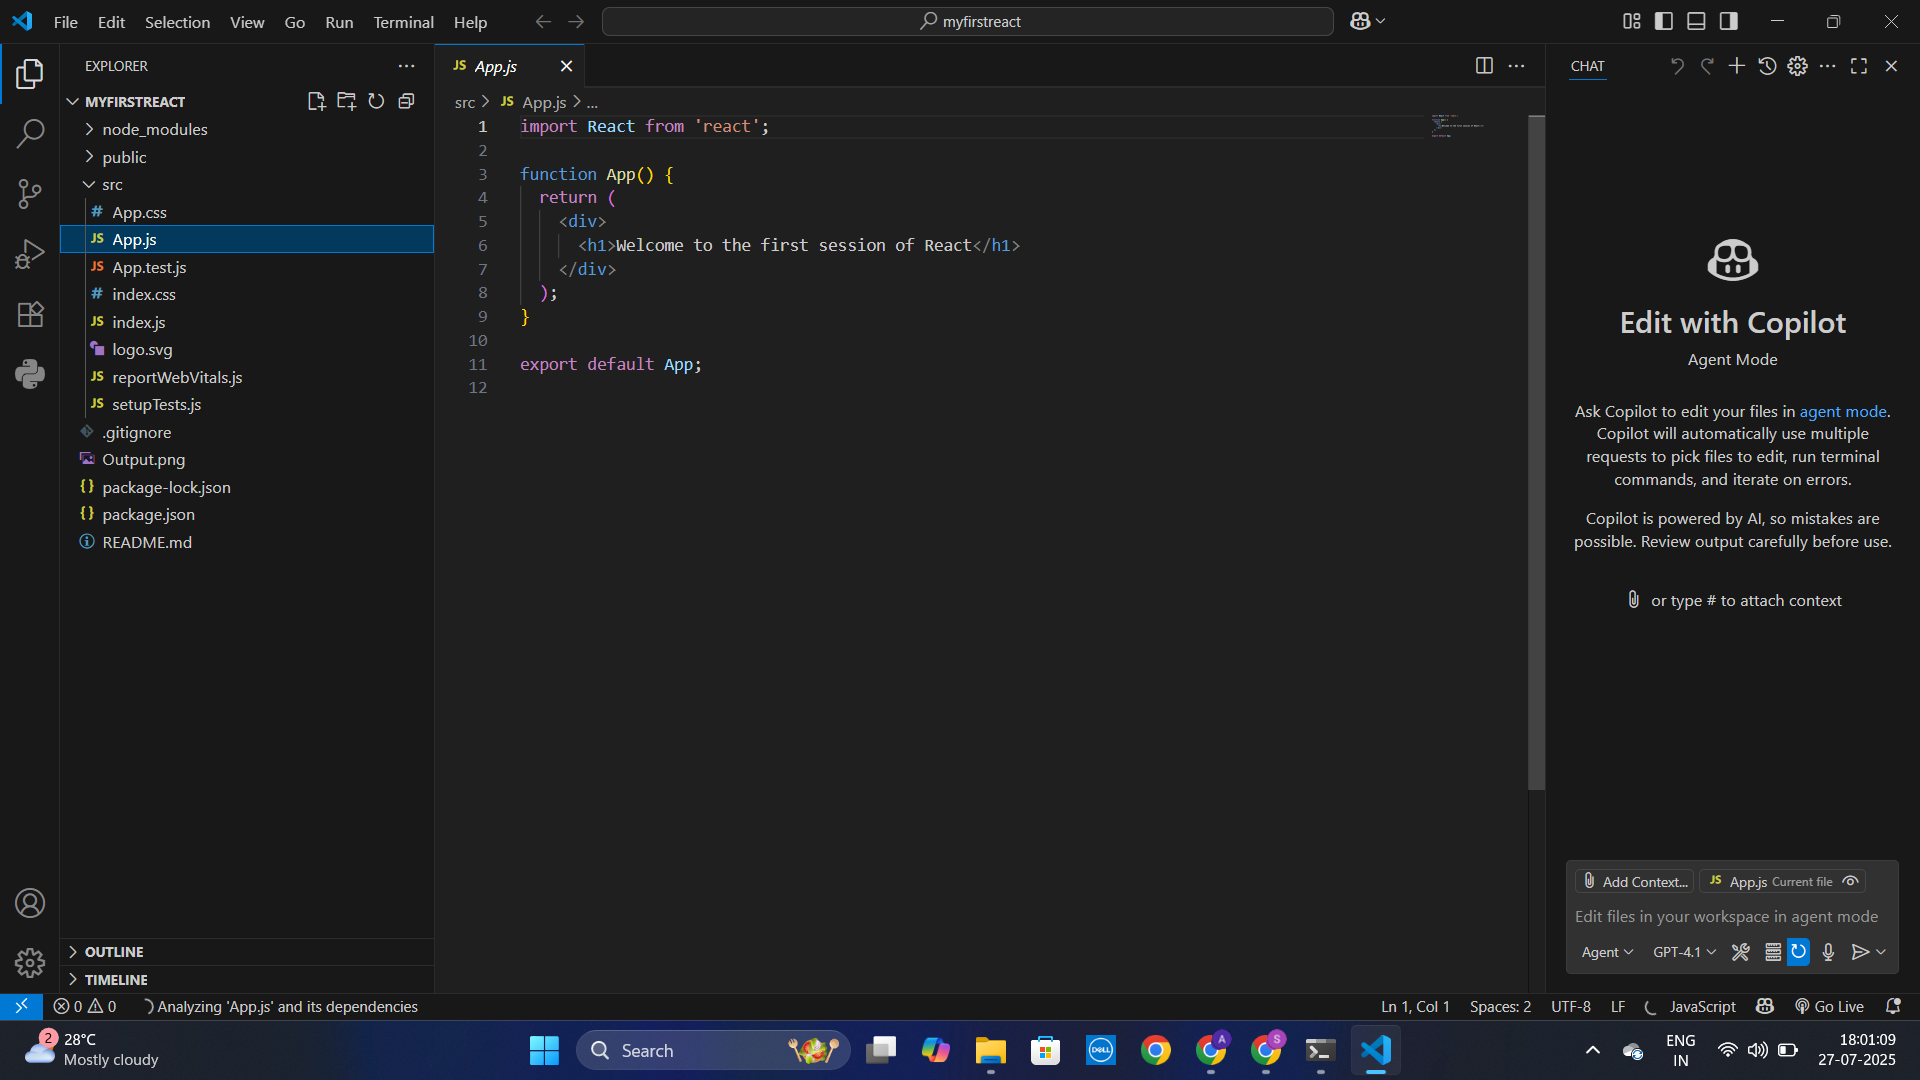 File Edit Selection View Go Run Terminal Help
myfirstreact
EXPLORER
MYFIRSTREACT
node_modules
public
src
# App.css
JS App.js
JS App.test.js
# index.css
JS index.js
logo.svg
JS reportWebVitals.js
JS setupTests.js
.gitignore
Output.png
{} package-lock.json
{} package.json
README.md
OUTLINE
TIMELINE
JS App.js
src > JS App.js > ...
1 import React from 'react';
2
3 function App() {
4 return (
5 <div>
6 <h1>Welcome to the first session of React</h1>
7 </div>
8 );
9 }
10
11 export default App;
12
CHAT
Edit with Copilot
Agent Mode
Ask Copilot to edit your files in agent mode.
Copilot will automatically use multiple
requests to pick files to edit, run terminal
commands, and iterate on errors.
Copilot is powered by AI, so mistakes are
possible. Review output carefully before use.
or type # to attach context
Add Context... JS App.js Current file
Edit files in your workspace in agent mode
Agent GPT-4.1
0 0 Analyzing 'App.js' and its dependencies
Ln 1, Col 1 Spaces: 2 UTF-8 LF JavaScript Go Live
2 28°C
Mostly cloudy
Search
DELL
A
S
ENG
IN
18:01:09
27-07-2025